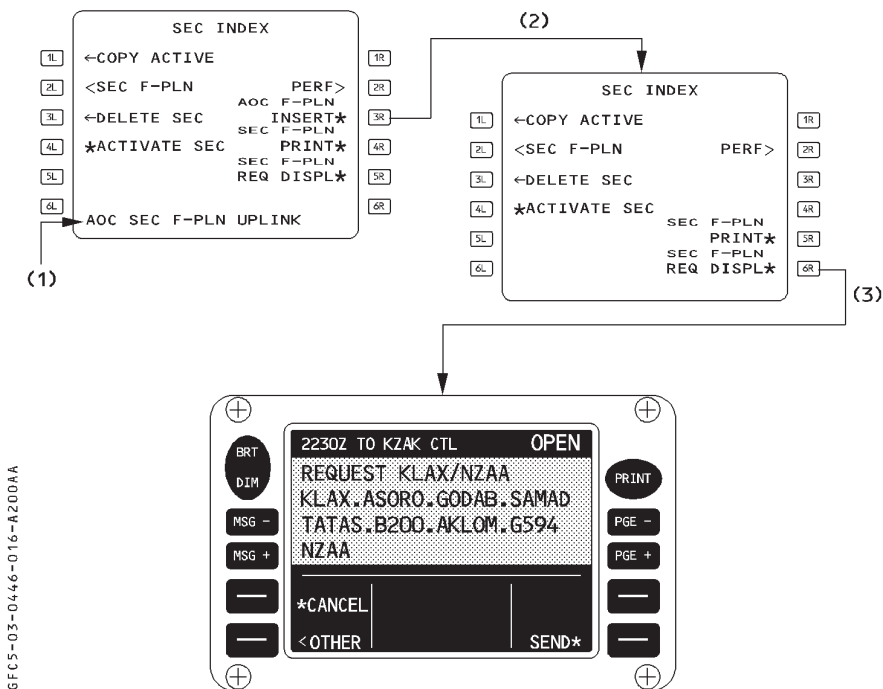 (2)
SEC INDEX
1L ←COPY ACTIVE 1R
2L <SEC F-PLN PERF> 2R
AOC F-PLN
3L ←DELETE SEC INSERT* 3R
SEC F-PLN
4L *ACTIVATE SEC PRINT* 4R
SEC F-PLN
5L REQ DISPL* 5R
6L 6R
AOC SEC F-PLN UPLINK
(1)
SEC INDEX
1L ←COPY ACTIVE 1R
2L <SEC F-PLN PERF> 2R
3L ←DELETE SEC 3R
4L *ACTIVATE SEC 4R
SEC F-PLN
5L PRINT* 5R
SEC F-PLN
6L REQ DISPL* 6R
(3)
BRT
DIM
MSG -
MSG +
2230Z TO KZAK CTL OPEN
REQUEST KLAX/NZAA
KLAX.ASORO.GODAB.SAMAD
TATAS.B200.AKLOM.G594
NZAA
*CANCEL
<OTHER SEND*
PRINT
PGE -
PGE +
GFC5-03-0446-016-A200AA